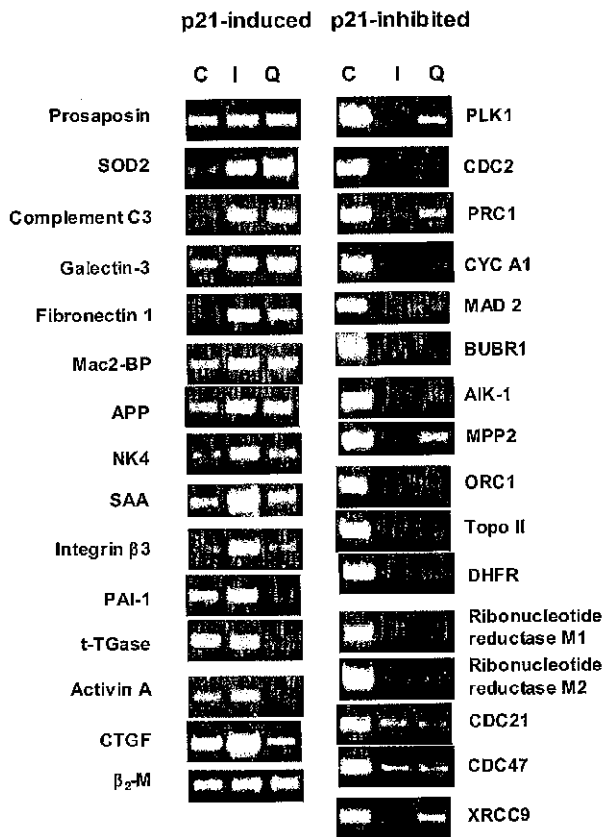 p21-induced p21-inhibited
C I Q C I Q
Prosaposin
SOD2
Complement C3
Galectin-3
Fibronectin 1
Mac2-BP
APP
NK4
SAA
Integrin β3
PAI-1
t-TGase
Activin A
CTGF
β2-M
PLK1
CDC2
PRC1
CYC A1
MAD 2
BUBR1
AIK-1
MPP2
ORC1
Topo II
DHFR
Ribonucleotide
reductase M1
Ribonucleotide
reductase M2
CDC21
CDC47
XRCC9